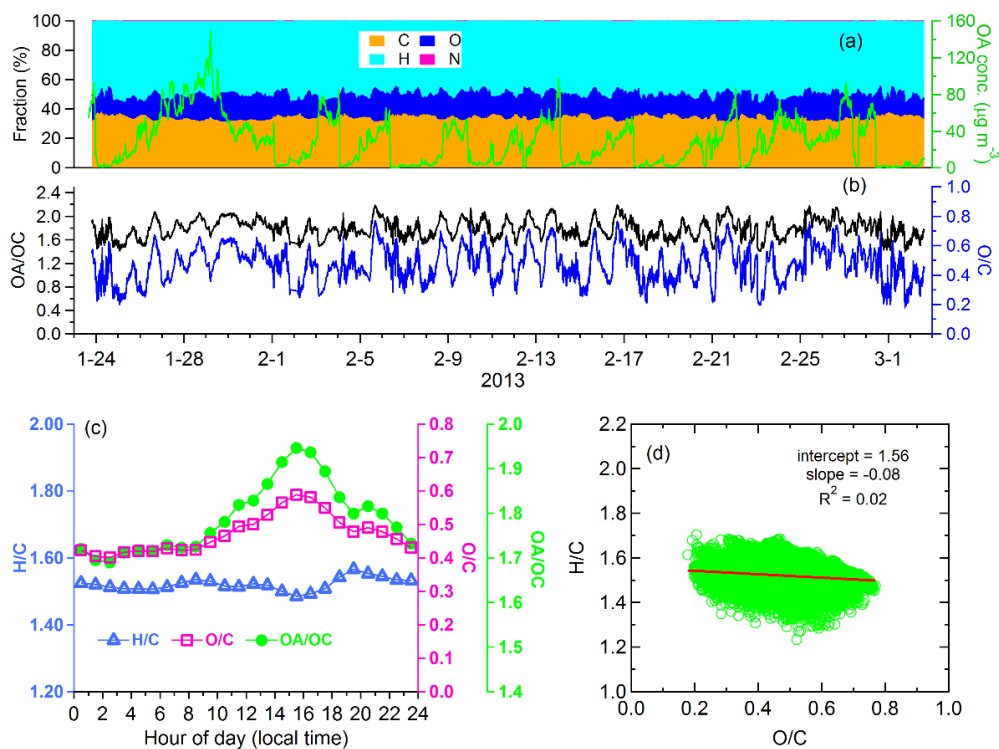 100
80
60
40
20
0
Fraction (%)
C
O
H
N
(a)
160
120
80
40
0
OA conc. (µg m⁻³)
2.4
2.0
1.6
1.2
0.8
0.4
0.0
OA/OC
(b)
1.0
0.8
0.6
0.4
0.2
0.0
O/C
1-24 1-28 2-1 2-5 2-9 2-13 2-17 2-21 2-25 3-1
2013
(c)
2.00
1.80
1.60
1.40
1.20
H/C
H/C O/C OA/OC
0.8
0.7
0.6
0.5
0.4
0.3
0.2
0.1
0.0
O/C
2.0
1.9
1.8
1.7
1.6
1.5
1.4
OA/OC
0 2 4 6 8 10 12 14 16 18 20 22 24
Hour of day (local time)
(d)
intercept = 1.56
slope = -0.08
R² = 0.02
2.2
2.0
1.8
1.6
1.4
1.2
1.0
H/C
0.0 0.2 0.4 0.6 0.8 1.0
O/C